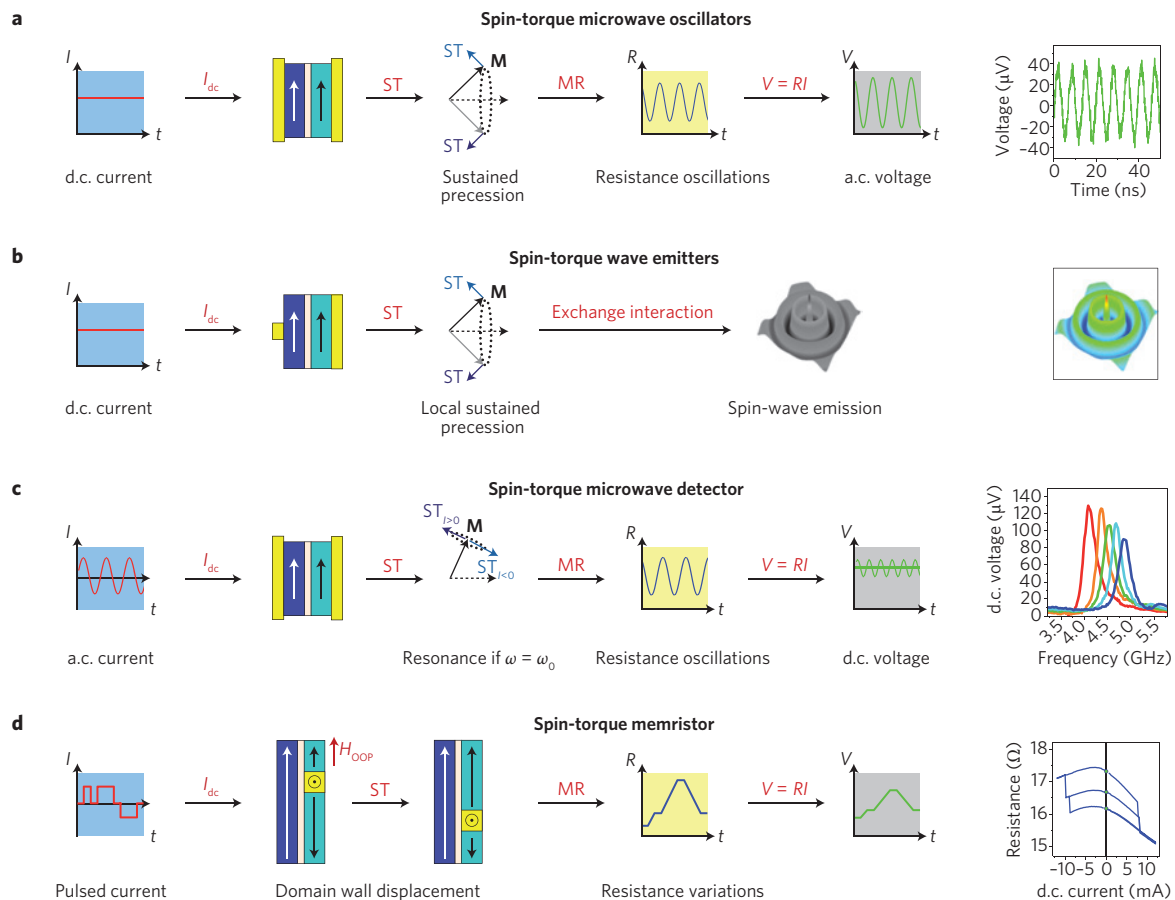 a
Spin-torque microwave oscillators
I
t
d.c. current
I_dc
ST
ST
M
ST
Sustained
precession
MR
R
t
Resistance oscillations
V = RI
V
t
a.c. voltage
Voltage (μV)
40
20
0
−20
−40
0 20 40
Time (ns)
b
Spin-torque wave emitters
I
t
d.c. current
I_dc
ST
ST
M
ST
Local sustained
precession
Exchange interaction
Spin-wave emission
c
Spin-torque microwave detector
I
t
a.c. current
I_dc
ST
ST_I>0
M
ST_I<0
Resonance if ω = ω_0
MR
R
t
Resistance oscillations
V = RI
V
t
d.c. voltage
d.c. voltage (μV)
140
120
100
80
60
40
20
0
3.5 4.0 4.5 5.0 5.5
Frequency (GHz)
d
Spin-torque memristor
I
t
Pulsed current
I_dc
H_OOP
ST
Domain wall displacement
MR
R
t
Resistance variations
V = RI
V
t
Resistance (Ω)
18
17
16
15
−10 −5 0 5 10
d.c. current (mA)